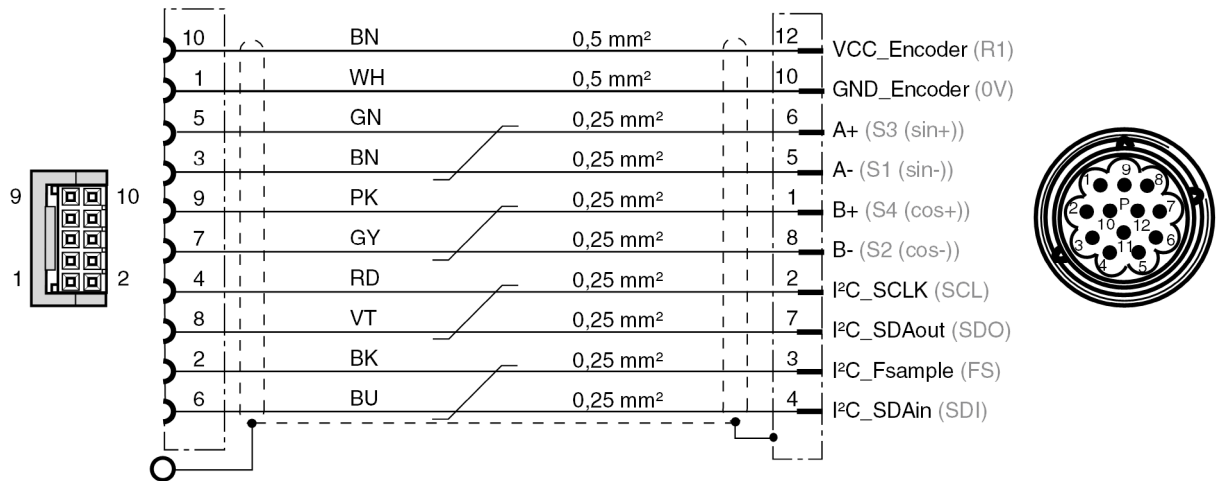 10 BN 0,5 mm² 12 VCC_Encoder (R1)
1 WH 0,5 mm² 10 GND_Encoder (0V)
5 GN 0,25 mm² 6 A+ (S3 (sin+))
3 BN 0,25 mm² 5 A- (S1 (sin-))
9 PK 0,25 mm² 1 B+ (S4 (cos+))
7 GY 0,25 mm² 8 B- (S2 (cos-))
4 RD 0,25 mm² 2 I²C_SCLK (SCL)
8 VT 0,25 mm² 7 I²C_SDAout (SDO)
2 BK 0,25 mm² 3 I²C_Fsample (FS)
6 BU 0,25 mm² 4 I²C_SDAin (SDI)
9 10
1 2
1 9 8
2 P 7
10 12
3 11 6
4 5